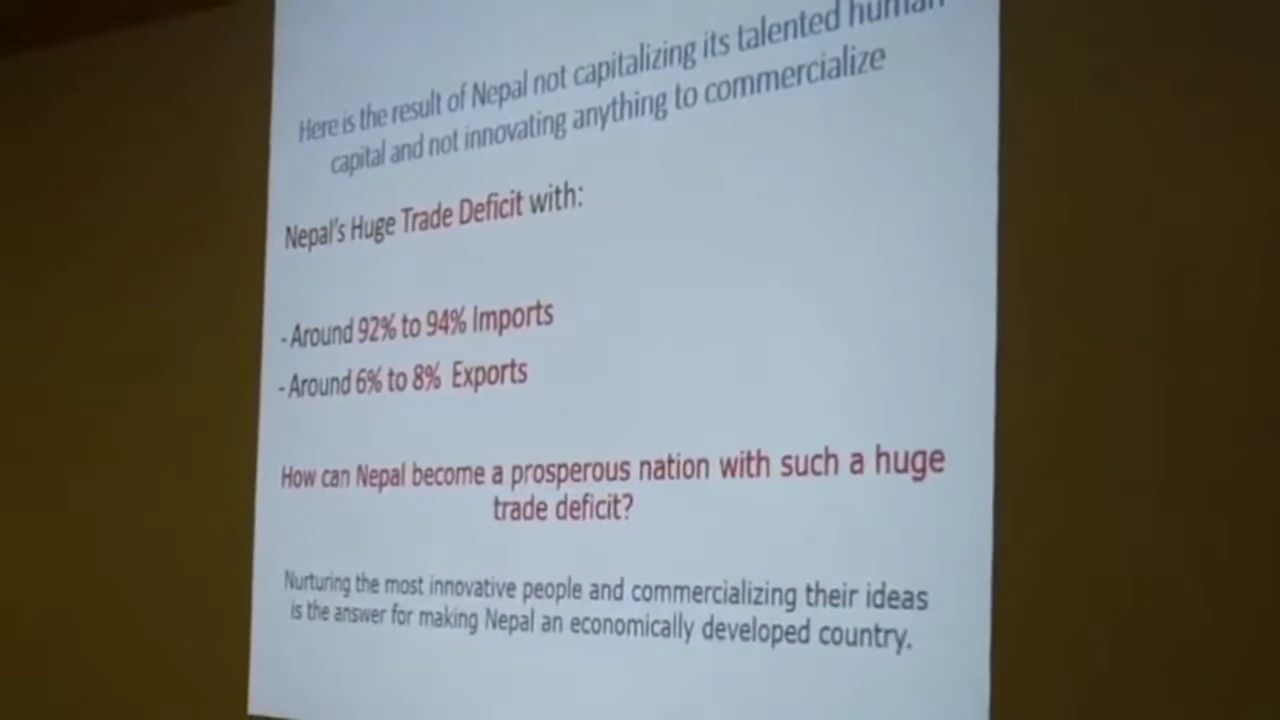 Here is the result of Nepal not capitalizing its talented human
capital and not innovating anything to commercialize
Nepal's Huge Trade Deficit with:
- Around 92% to 94% Imports
- Around 6% to 8% Exports
How can Nepal become a prosperous nation with such a huge
trade deficit?
Nurturing the most innovative people and commercializing their ideas
is the answer for making Nepal an economically developed country.